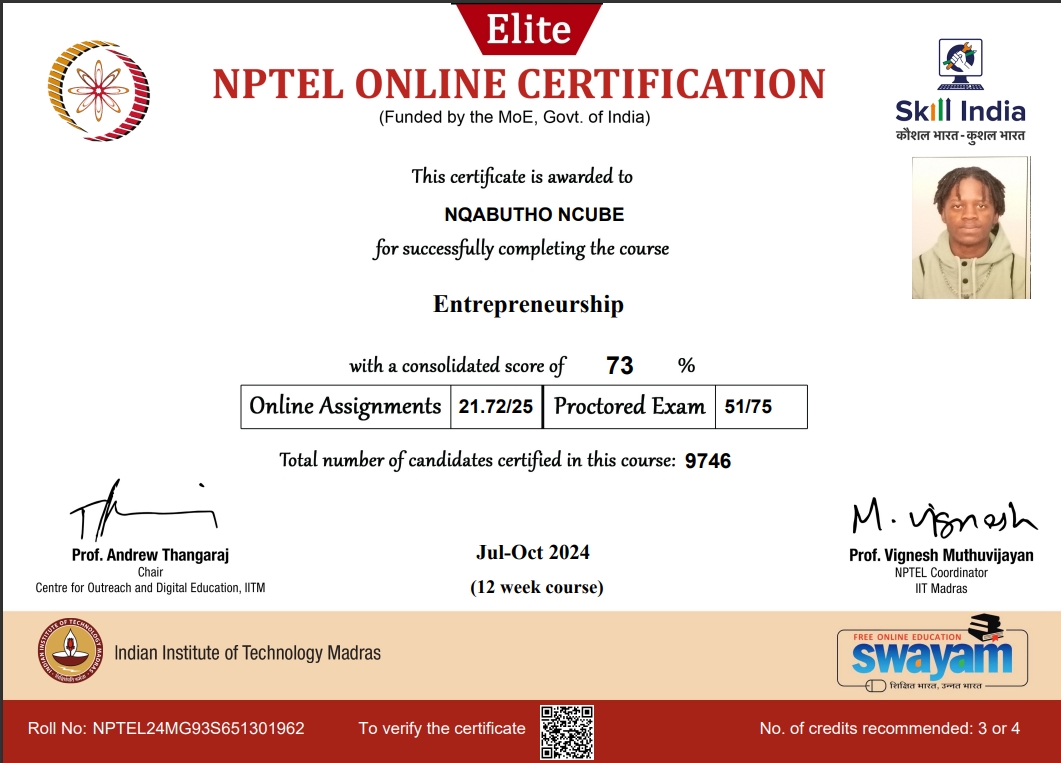 Elite
NPTEL ONLINE CERTIFICATION
(Funded by the MoE, Govt. of India)
Skill India
कौशल भारत - कुशल भारत
This certificate is awarded to
NQABUTHO NCUBE
for successfully completing the course
Entrepreneurship
with a consolidated score of 73 %
Online Assignments 21.72/25 Proctored Exam 51/75
Total number of candidates certified in this course: 9746
M. Vignesh
Prof. Andrew Thangaraj
Chair
Centre for Outreach and Digital Education, IITM
Jul-Oct 2024
(12 week course)
Prof. Vignesh Muthuvijayan
NPTEL Coordinator
IIT Madras
INDIAN INSTITUTE OF TECHNOLOGY MADRAS
Indian Institute of Technology Madras
FREE ONLINE EDUCATION
swayam
शिक्षित भारत, उन्नत भारत
Roll No: NPTEL24MG93S651301962
To verify the certificate
No. of credits recommended: 3 or 4